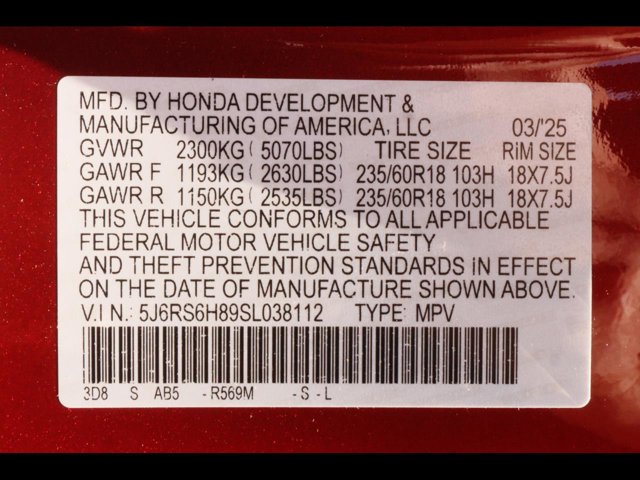 MFD. BY HONDA DEVELOPMENT &
MANUFACTURING OF AMERICA, LLC 03/'25
GVWR 2300KG ( 5070LBS) TIRE SIZE RiM SIZE
GAWR F 1193KG ( 2630LBS) 235/60R18 103H 18X7.5J
GAWR R 1150KG ( 2535LBS) 235/60R18 103H 18X7.5J
THIS VEHICLE CONFORMS TO ALL APPLICABLE
FEDERAL MOTOR VEHICLE SAFETY
AND THEFT PREVENTION STANDARDS IN EFFECT
ON THE DATE OF MANUFACTURE SHOWN ABOVE.
V.I N.: 5J6RS6H89SL038112 TYPE: MPV
3D8 S AB5 - R569M - S - L